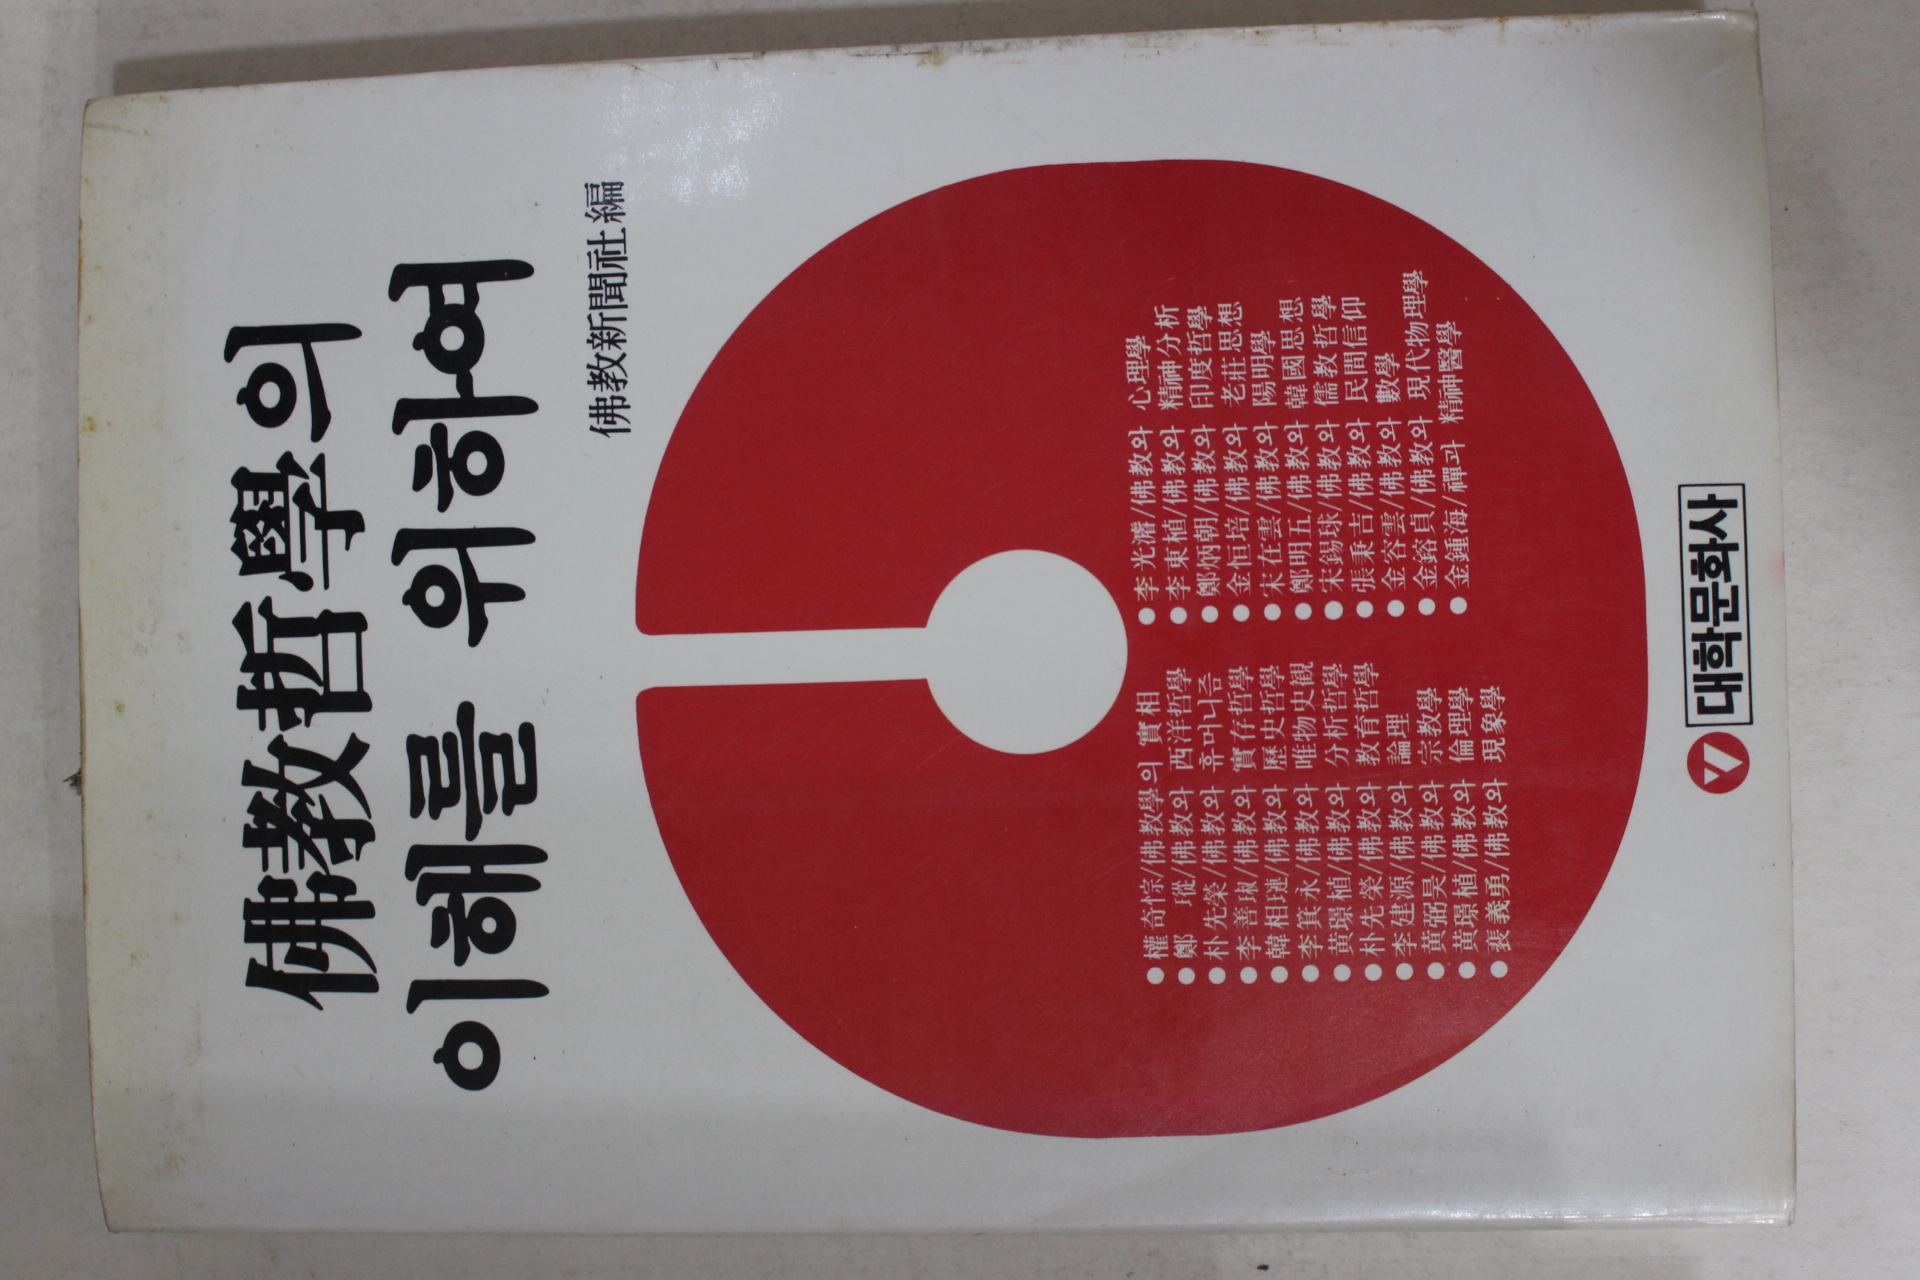 佛教哲學의
이해를 위하여
佛教新聞社編
●權奇悰/佛教學의 實相
●鄭 瑽/佛教와 西洋哲學
●朴先榮/佛教와 휴머니즘
●李善琡/佛教와 實存哲學
●韓相璉/佛教와 歷史哲學
●李箕永/佛教와 唯物史観
●黃璟植/佛教와 分析哲學
●朴先榮/佛教와 教育哲學
●李建源/佛教와 論理
●黃弼昊/佛教와 宗教學
●黃璟植/佛教와 倫理學
●裵義勇/佛教와 現象學
●李光濬/佛教와 心理學
●李東植/佛教와 精神分析
●鄭炳朝/佛教와 印度哲學
●金恒培/佛教와 老莊思想
●宋在雲/佛教와 陽明學
●鄭明五/佛教와 韓國思想
●宋錫球/佛教와 儒教哲學
●張秉吉/佛教와 民間信仰
●金容雲/佛教와 數學
●金鎔貞/佛教와 現代物理學
●金鍾海/禪과 精神醫學
대학문화사